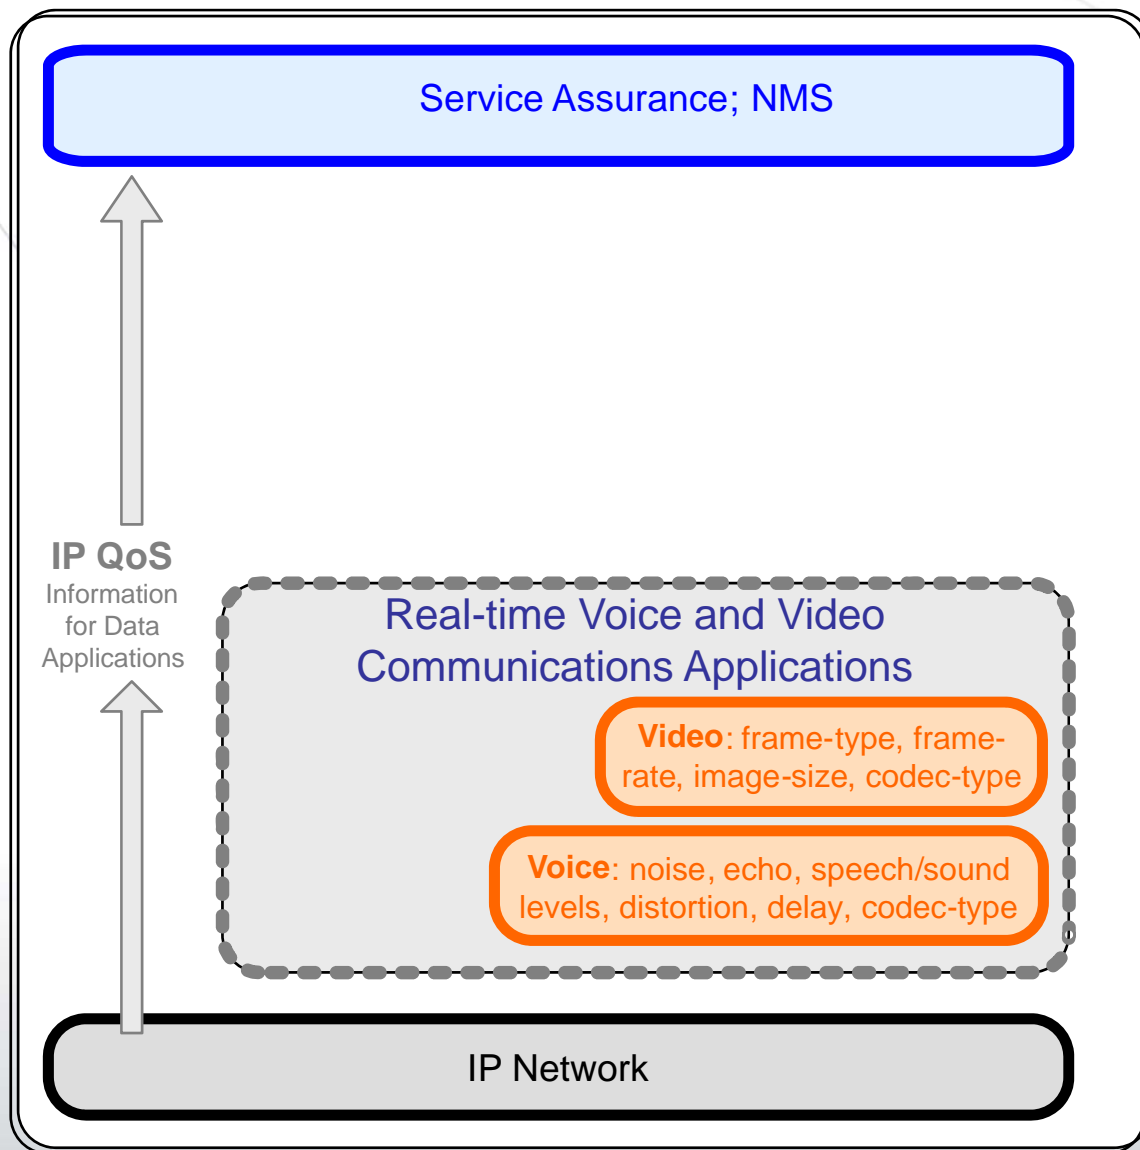 Service Assurance; NMS
IP QoS
Information
for Data
Applications
Real-time Voice and Video
Communications Applications
Video: frame-type, frame-
rate, image-size, codec-type
Voice: noise, echo, speech/sound
levels, distortion, delay, codec-type
IP Network